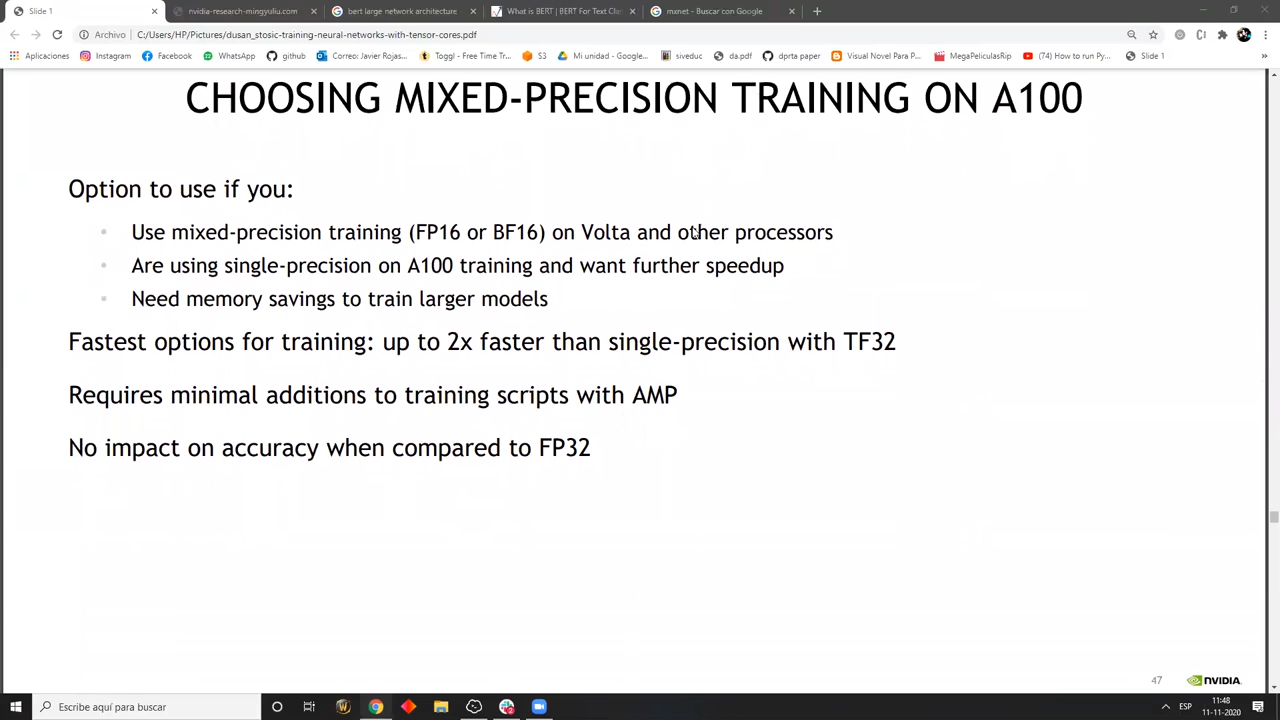 Slide 1
nvidia-research-mingyuliu.com
bert large network architecture
What is BERT | BERT For Text Cla
mxnet - Buscar con Google
Archivo | C:/Users/HP/Pictures/dusan_stosic-training-neural-networks-with-tensor-cores.pdf
Aplicaciones
Instagram
Facebook
WhatsApp
github
Correo: Javier Rojas...
Toggl - Free Time Tr...
S3
Mi unidad - Google...
siveduc
da.pdf
dprta paper
Visual Novel Para P...
MegaPeliculasRip
(74) How to run Py...
Slide 1
»
CHOOSING MIXED-PRECISION TRAINING ON A100
Option to use if you:
• Use mixed-precision training (FP16 or BF16) on Volta and other processors
• Are using single-precision on A100 training and want further speedup
• Need memory savings to train larger models
Fastest options for training: up to 2x faster than single-precision with TF32
Requires minimal additions to training scripts with AMP
No impact on accuracy when compared to FP32
47
NVIDIA.
Escribe aquí para buscar
ESP
11:48
11-11-2020